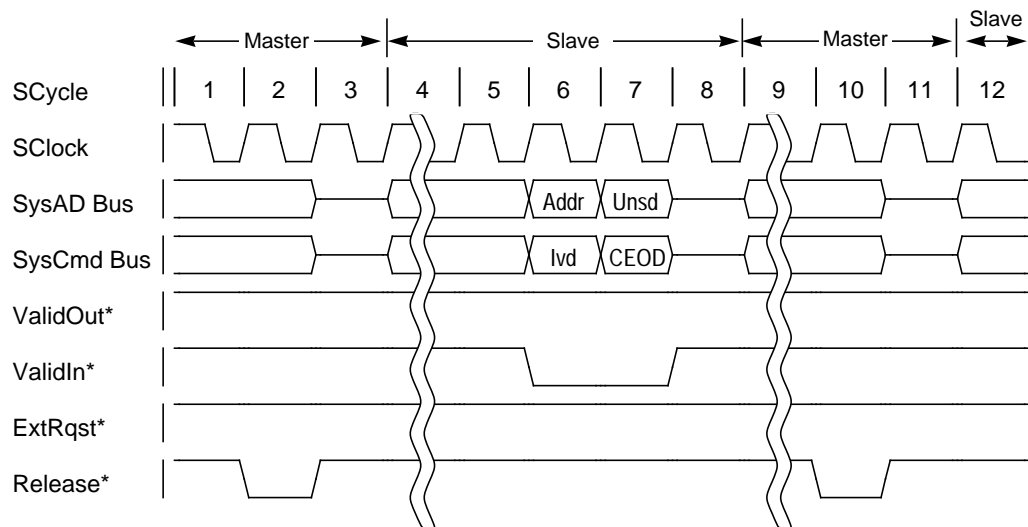 Master Slave Master Slave
SCycle 1 2 3 4 5 6 7 8 9 10 11 12
SClock
SysAD Bus Addr Unsd
SysCmd Bus Ivd CEOD
ValidOut*
ValidIn*
ExtRqst*
Release*